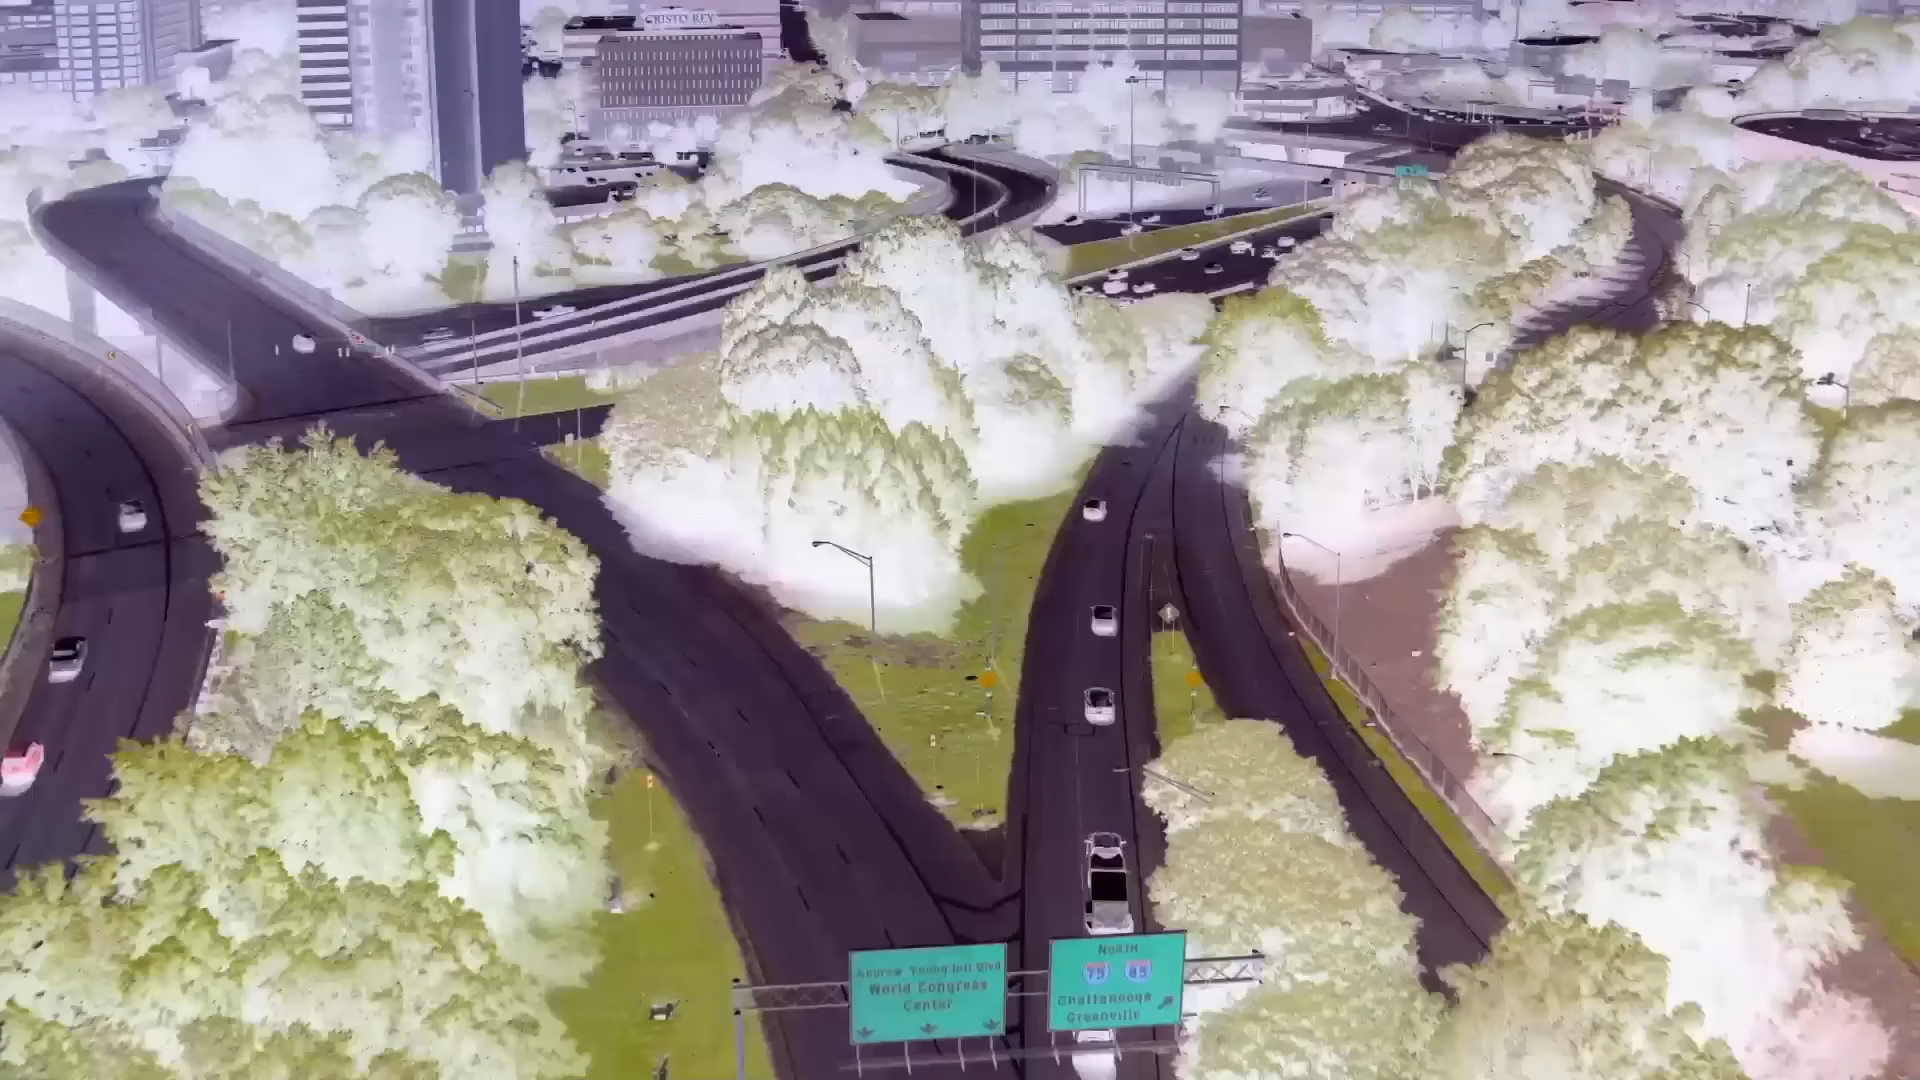 CRISTO REY
Andrew Young Intl Blvd
World Congress
Center
NORTH
75 85
Chattanooga
Greenville